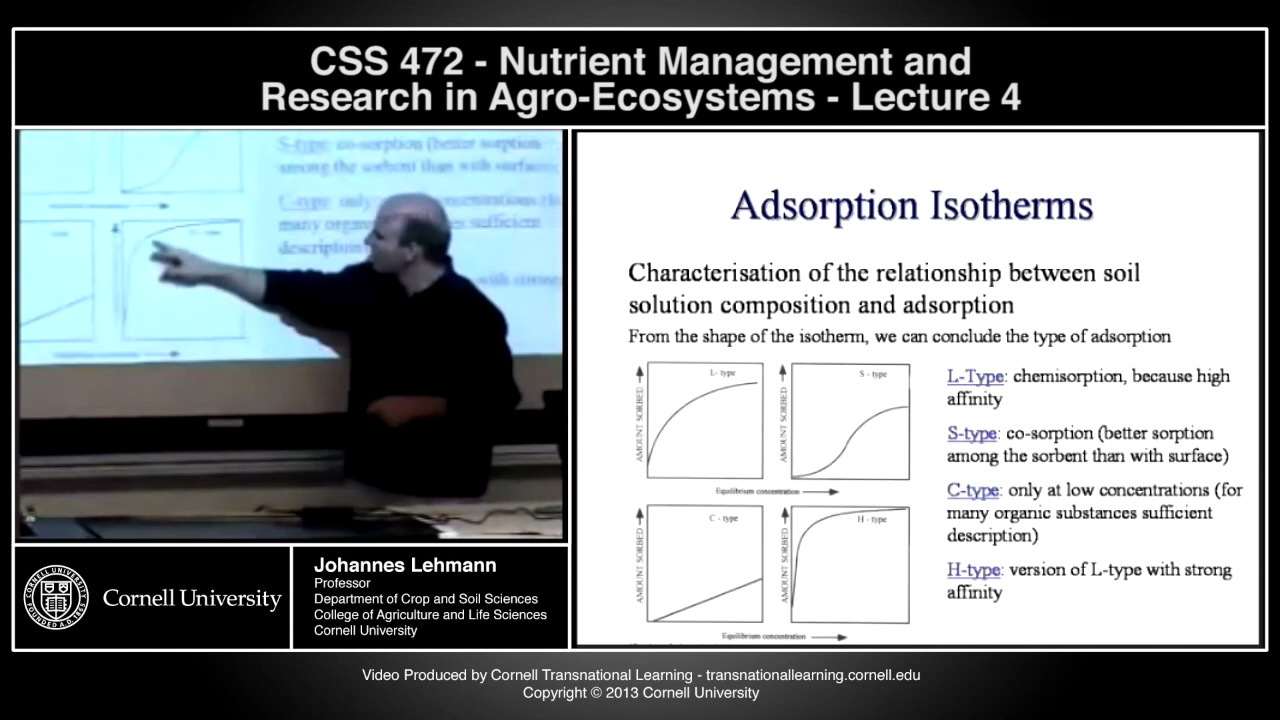 CSS 472 - Nutrient Management and
Research in Agro-Ecosystems - Lecture 4
S-type: co-sorption (better sorption
among the sorbent than with surface
C-type: only
many organ
sufficient
description
with strong
Cornell University
Johannes Lehmann
Professor
Department of Crop and Soil Sciences
College of Agriculture and Life Sciences
Cornell University
Adsorption Isotherms
Characterisation of the relationship between soil
solution composition and adsorption
From the shape of the isotherm, we can conclude the type of adsorption
L- type
AMOUNT SORBED
S - type
AMOUNT SORBED
Equilibrium concentration
C - type
AMOUNT SORBED
H - type
AMOUNT SORBED
Equilibrium concentration
L-Type: chemisorption, because high
affinity
S-type: co-sorption (better sorption
among the sorbent than with surface)
C-type: only at low concentrations (for
many organic substances sufficient
description)
H-type: version of L-type with strong
affinity
Video Produced by Cornell Transnational Learning - transnationallearning.cornell.edu
Copyright © 2013 Cornell University